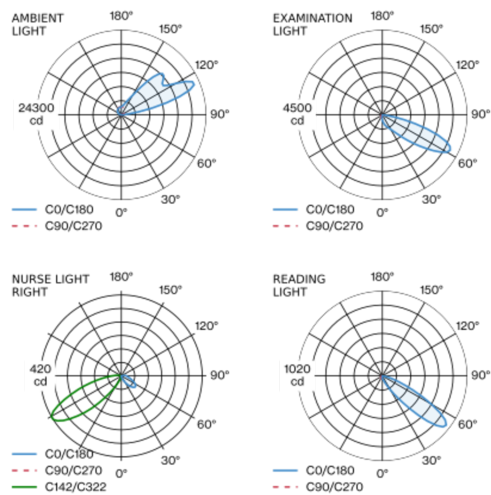 AMBIENT
LIGHT
180°
150°
120°
24300
cd
90°
60°
30°
0°
C0/C180
C90/C270
EXAMINATION
LIGHT
180°
150°
120°
4500
cd
90°
60°
30°
0°
C0/C180
C90/C270
NURSE LIGHT
RIGHT
180°
150°
120°
420
cd
90°
60°
30°
0°
C0/C180
C90/C270
C142/C322
READING
LIGHT
180°
150°
120°
1020
cd
90°
60°
30°
0°
C0/C180
C90/C270